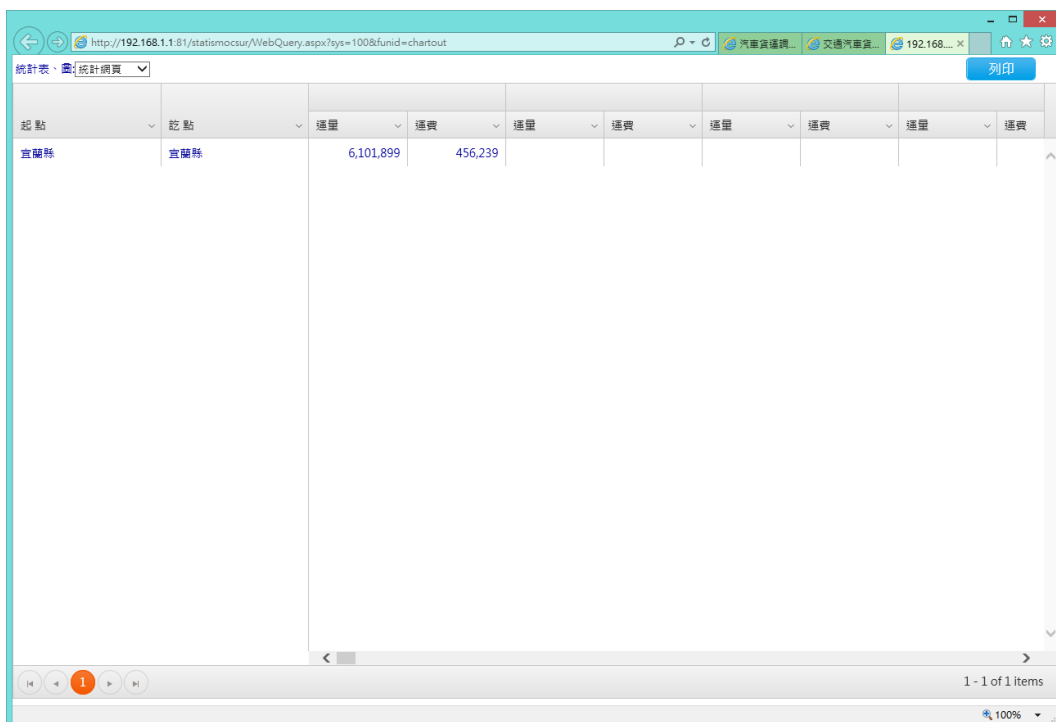 http://192.168.1.1:81/statismocsur/WebQuery.aspx?sys=100&funid=chartout 汽車貨運調... 交通汽車貨... 192.168....
統計表、圖:統計網頁 列印
起點 訖點 運量 運費 運量 運費 運量 運費 運量 運費
宜蘭縣 宜蘭縣 6,101,899 456,239
1 1 - 1 of 1 items
100%